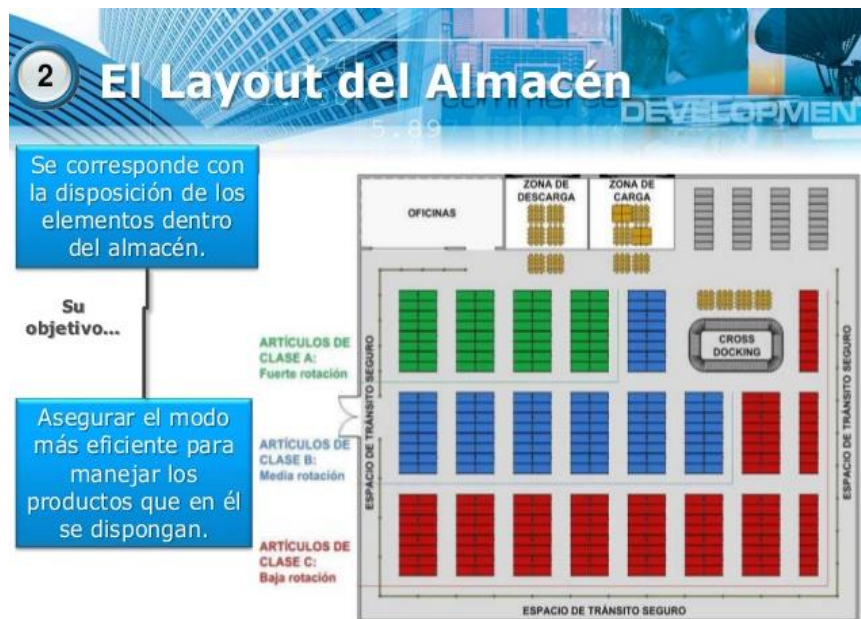 2
El Layout del Almacén
5.897
DEVELOPMEN
Se corresponde con
la disposición de los
elementos dentro
del almacén.
Su
objetivo...
Asegurar el modo
más eficiente para
manejar los
productos que en él
se dispongan.
OFICINAS
ZONA DE
DESCARGA
ZONA DE
CARGA
CROSS
DOCKING
ARTÍCULOS DE
CLASE A:
Fuerte rotación
ARTÍCULOS DE
CLASE B:
Media rotación
ARTÍCULOS DE
CLASE C:
Baja rotación
ESPACIO DE TRÁNSITO SEGURO
ESPACIO DE TRÁNSITO SEGURO
ESPACIO DE TRÁNSITO SEGURO